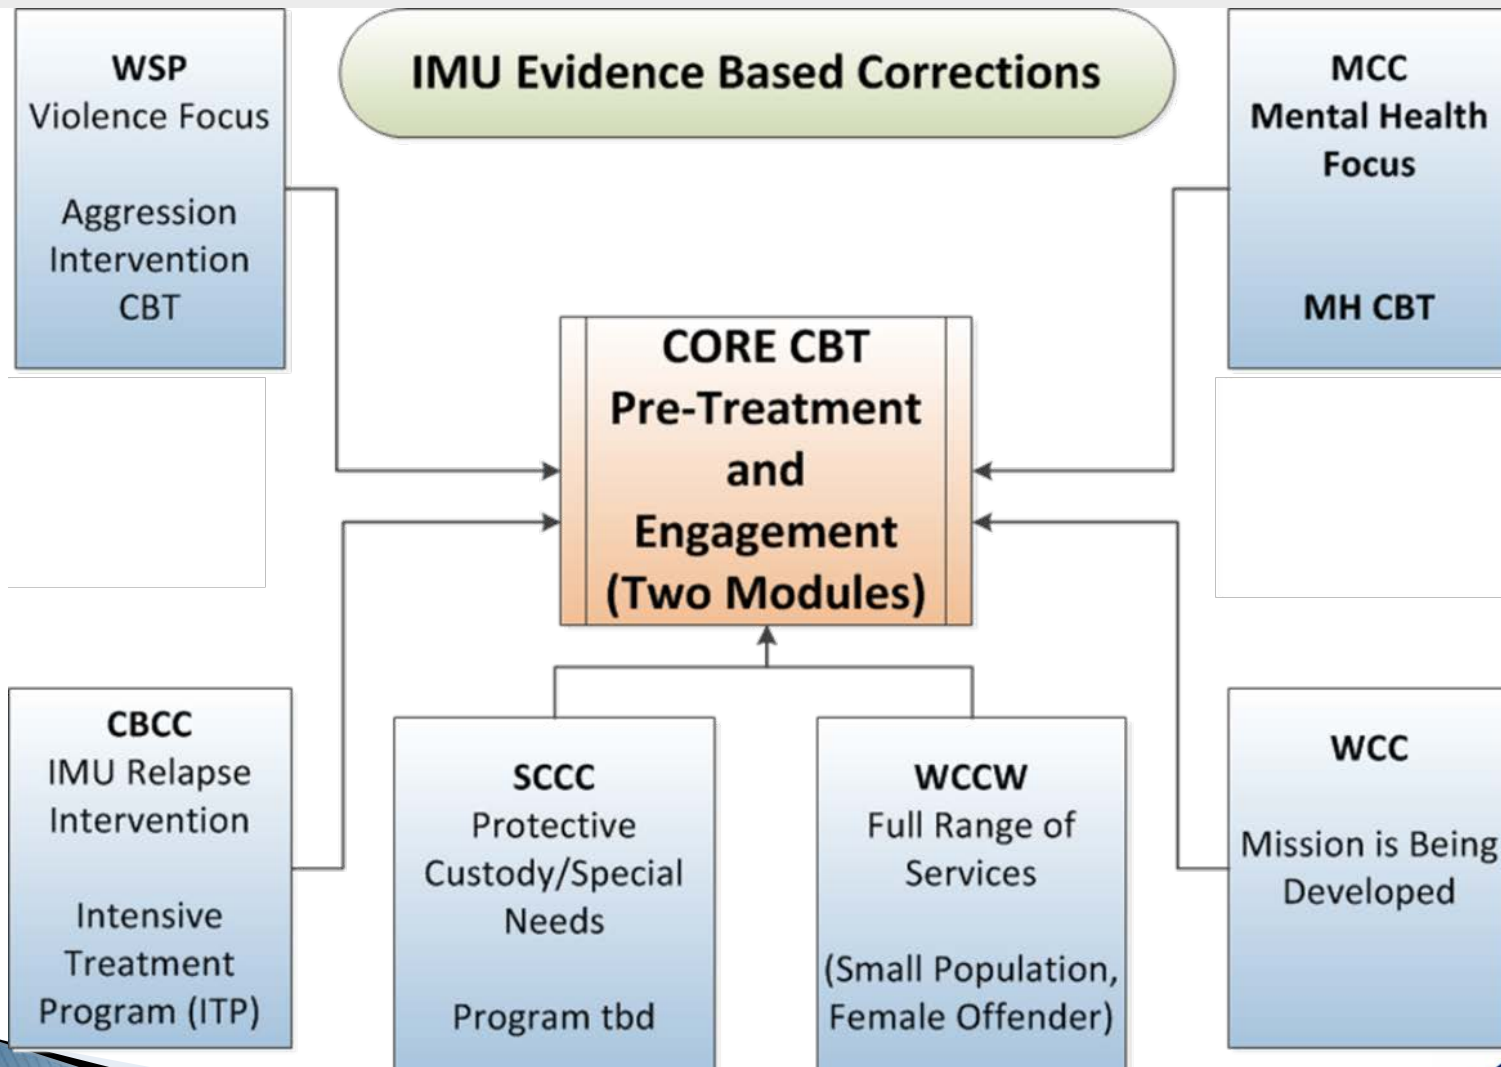 IMU Evidence Based Corrections
WSP
Violence Focus
Aggression
Intervention
CBT
MCC
Mental Health
Focus
MH CBT
CORE CBT
Pre-Treatment
and
Engagement
(Two Modules)
CBCC
IMU Relapse
Intervention
Intensive
Treatment
Program (ITP)
SCCC
Protective
Custody/Special
Needs
Program tbd
WCCW
Full Range of
Services
(Small Population,
Female Offender)
WCC
Mission is Being
Developed